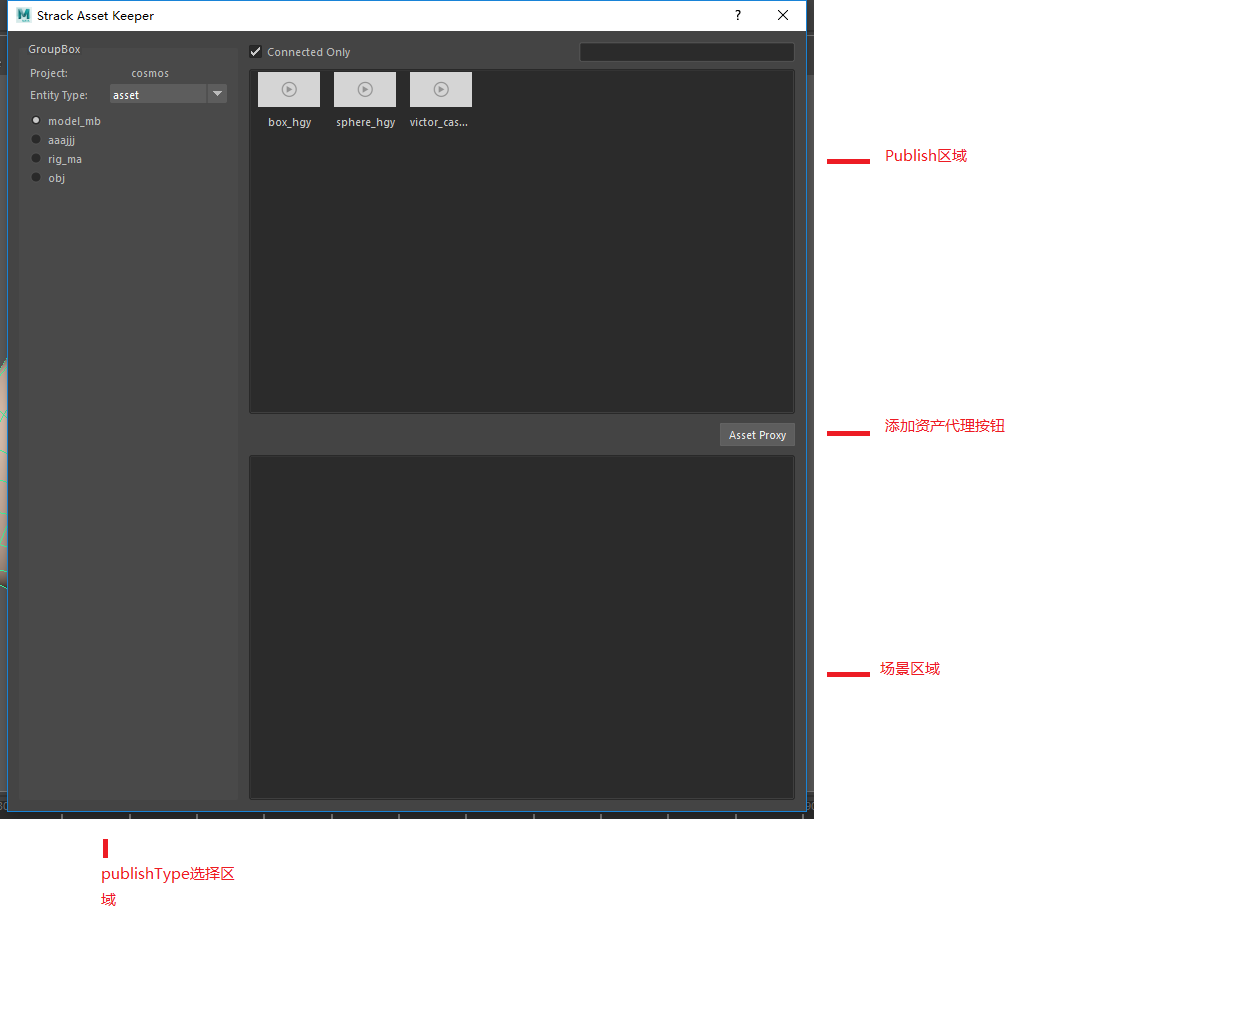 Strack Asset Keeper
?
GroupBox
Project: cosmos
Entity Type: asset
model_mb
aaajjj
rig_ma
obj
Connected Only
box_hgy
sphere_hgy
victor_cas...
Asset Proxy
Publish区域
添加资产代理按钮
场景区域
publishType选择区
域